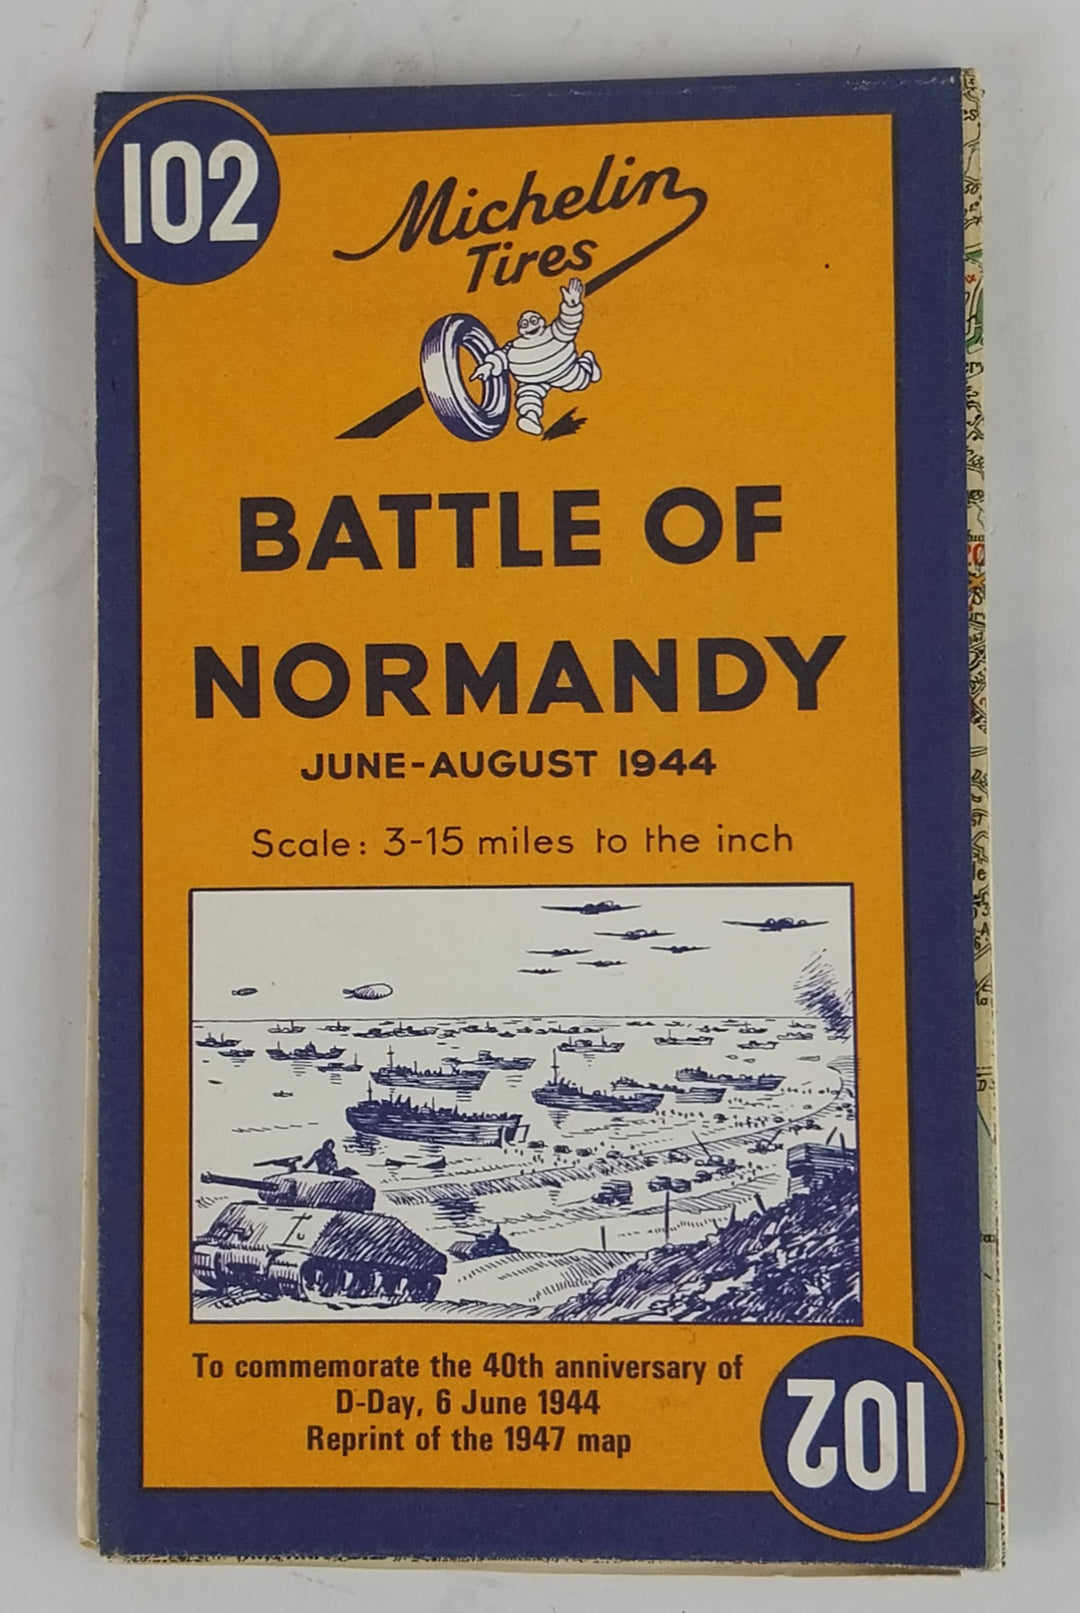 102
Michelin
Tires
BATTLE OF
NORMANDY
JUNE-AUGUST 1944
Scale: 3-15 miles to the inch
To commemorate the 40th anniversary of
D-Day, 6 June 1944
Reprint of the 1947 map
102